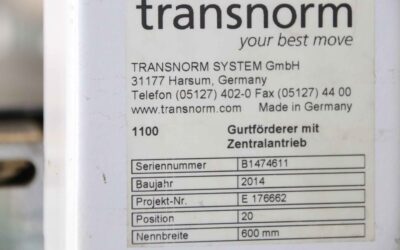 transnorm
your best move
TRANSNORM SYSTEM GmbH
31177 Harsum, Germany
Telefon (05127) 402-0 Fax (05127) 44 00
www.transnorm.com Made in Germany
1100 Gurtförderer mit
Zentralantrieb
Seriennummer B1474611
Baujahr 2014
Projekt-Nr. E 176662
Position 20
Nennbreite 600 mm